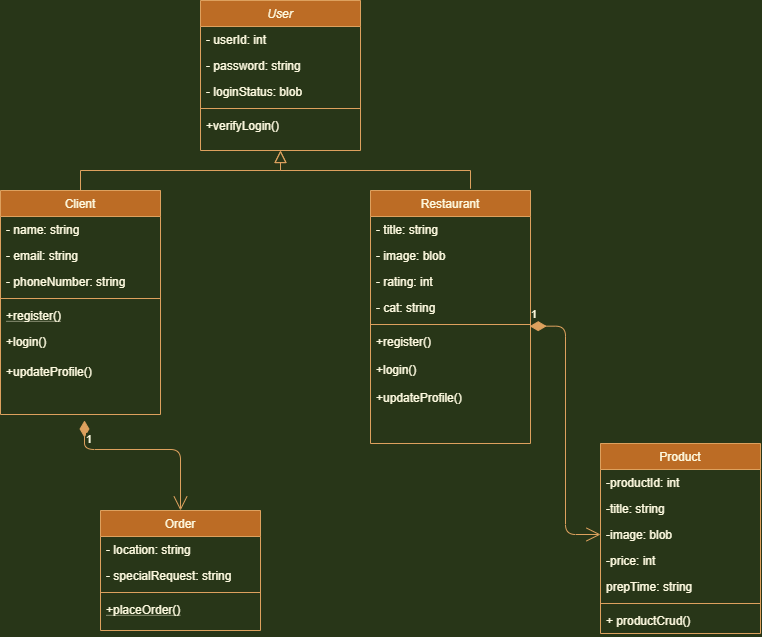 User
- userId: int
- password: string
- loginStatus: blob
+verifyLogin()
Client
- name: string
- email: string
- phoneNumber: string
+register()
+login()
+updateProfile()
1
Restaurant
- title: string
- image: blob
- rating: int
- cat: string
+register()
+login()
+updateProfile()
1
Order
- location: string
- specialRequest: string
+placeOrder()
Product
-productId: int
-title: string
-image: blob
-price: int
prepTime: string
+ productCrud()